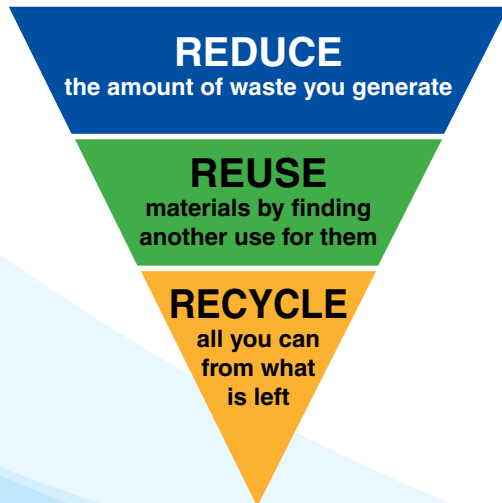 REDUCE
the amount of waste you generate
REUSE
materials by finding
another use for them
RECYCLE
all you can
from what
is left